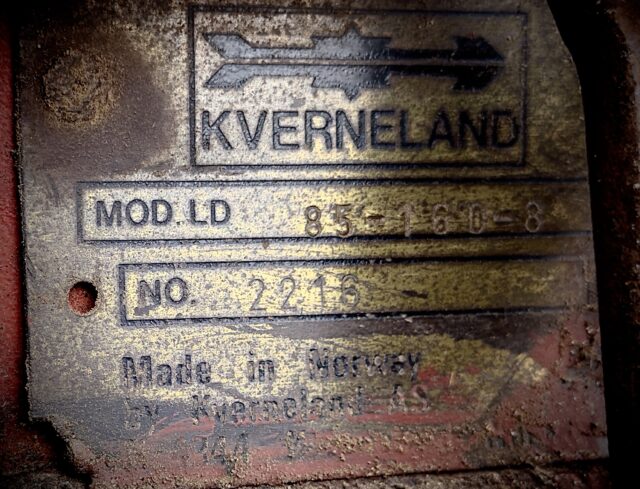 KVERNELAND
MOD. LD 85-160-8
NO. 2216
Made in Norway
by Kverneland AS